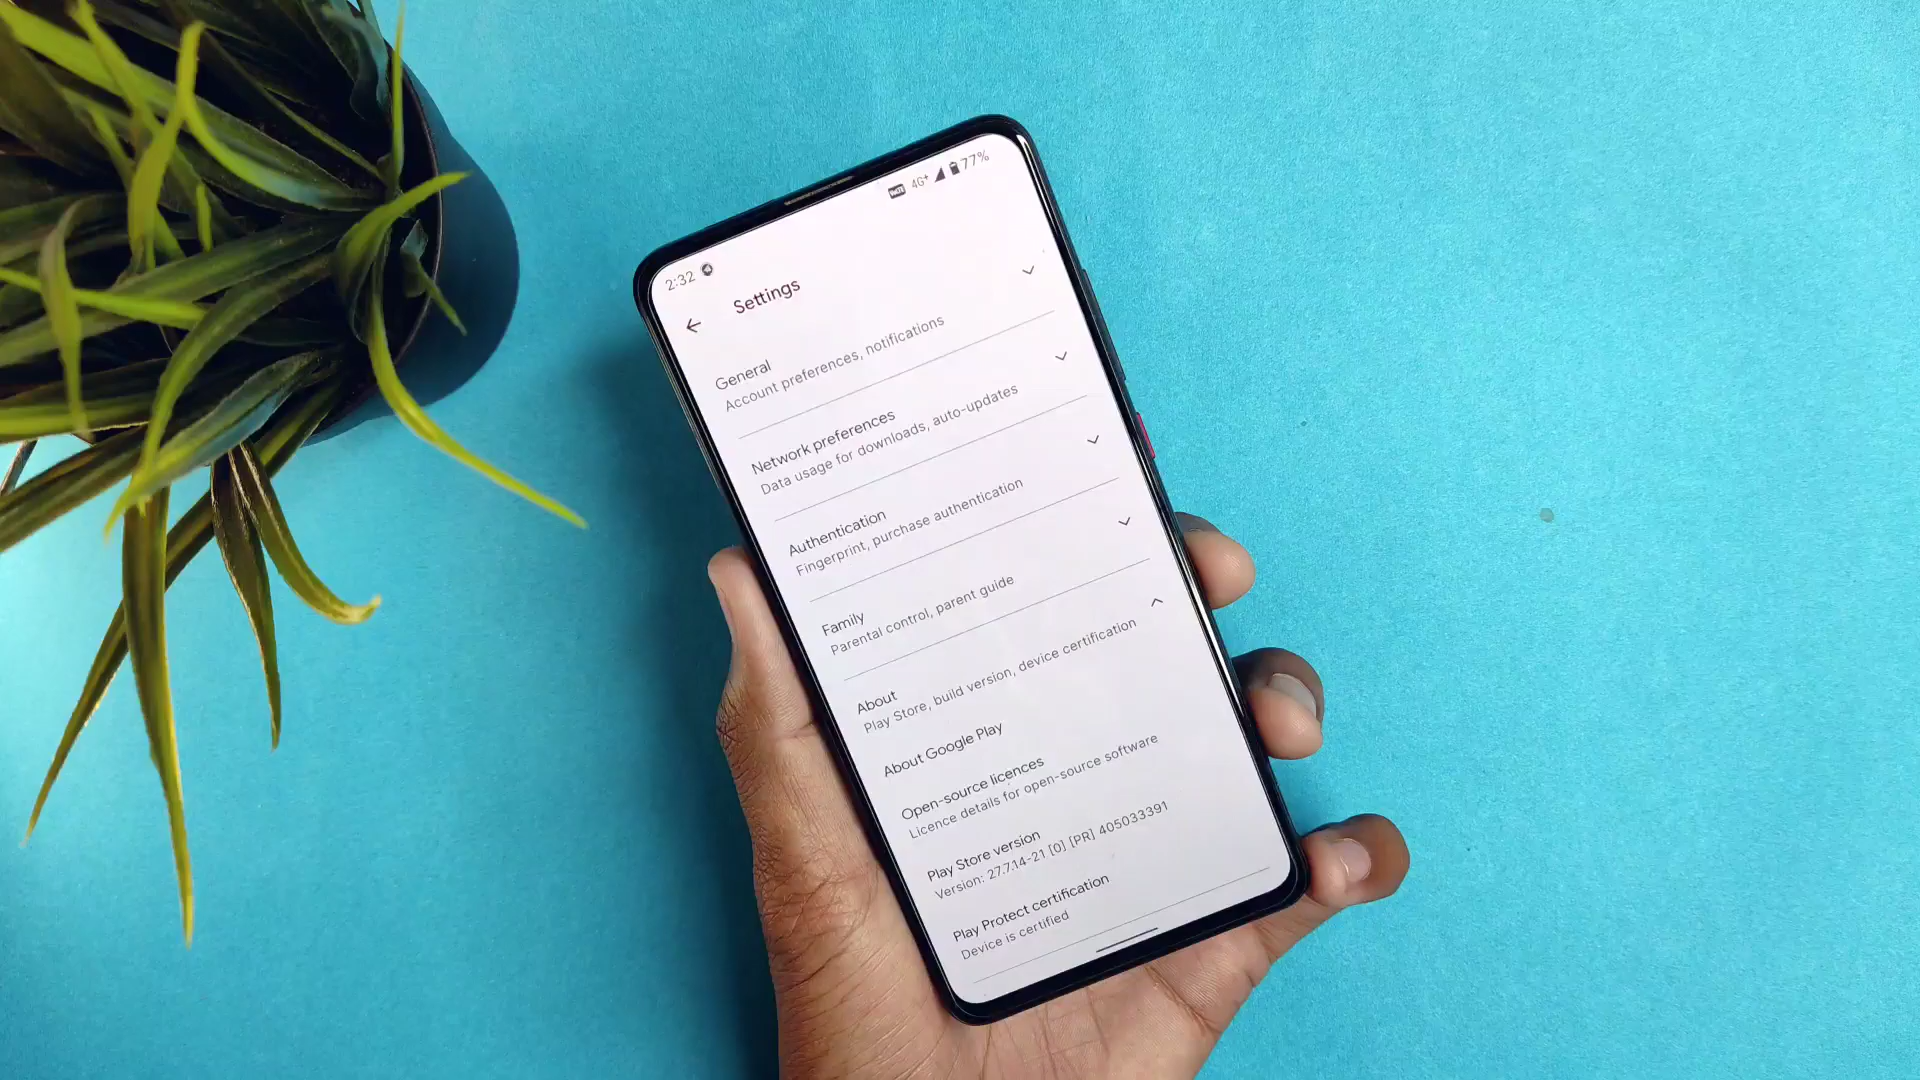 2:32 VoLTE 4G+ 77%
Settings
General
Account preferences, notifications
Network preferences
Data usage for downloads, auto-updates
Authentication
Fingerprint, purchase authentication
Family
Parental control, parent guide
About
Play Store, build version, device certification
About Google Play
Open-source licences
Licence details for open-source software
Play Store version
Version: 27.7.14-21 [0] [PR] 405033391
Play Protect certification
Device is certified